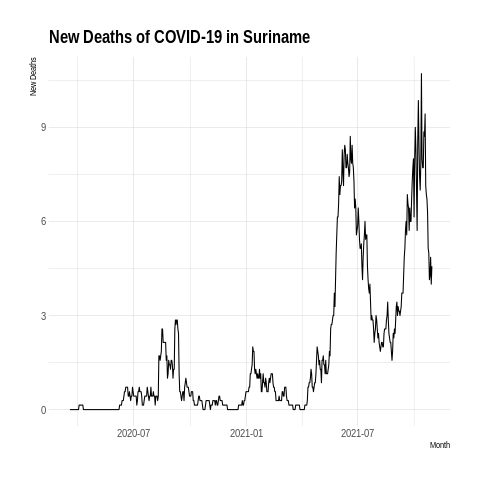 New Deaths of COVID-19 in Suriname
New Deaths
9
6
3
0
2020-07
2021-01
2021-07
Month